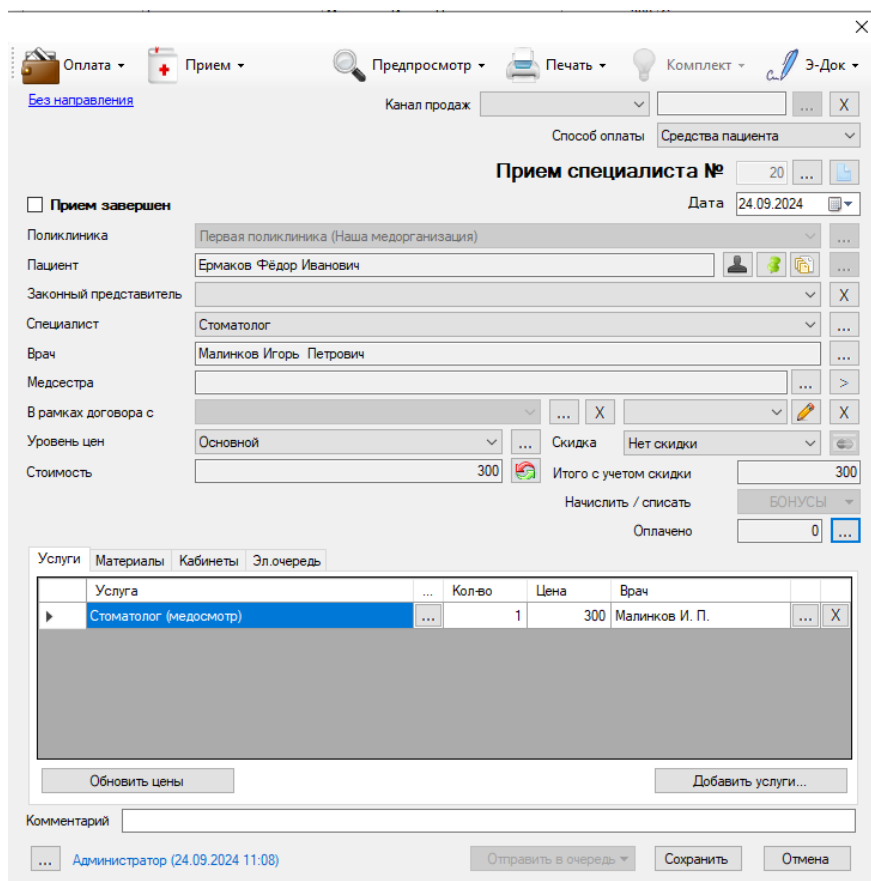 Оплата Прием Предпросмотр Печать Комплект Э-Док
Без направления Канал продаж ... X
Способ оплаты Средства пациента
Прием специалиста № 20 ...
Прием завершен Дата 24.09.2024
Поликлиника Первая поликлиника (Наша медорганизация) ...
Пациент Ермаков Фёдор Иванович ...
Законный представитель X
Специалист Стоматолог ...
Врач Малинков Игорь Петрович ...
Медсестра ... >
В рамках договора с ... X X
Уровень цен Основной ... Скидка Нет скидки
Стоимость 300 Итого с учетом скидки 300
Начислить / списать БОНУСЫ
Оплачено 0 ...
Услуги Материалы Кабинеты Эл.очередь
Услуга ... Кол-во Цена Врач
Стоматолог (медосмотр) ... 1 300 Малинков И. П. ... X
Обновить цены Добавить услуги...
Комментарий
... Администратор (24.09.2024 11:08) Отправить в очередь Сохранить Отмена